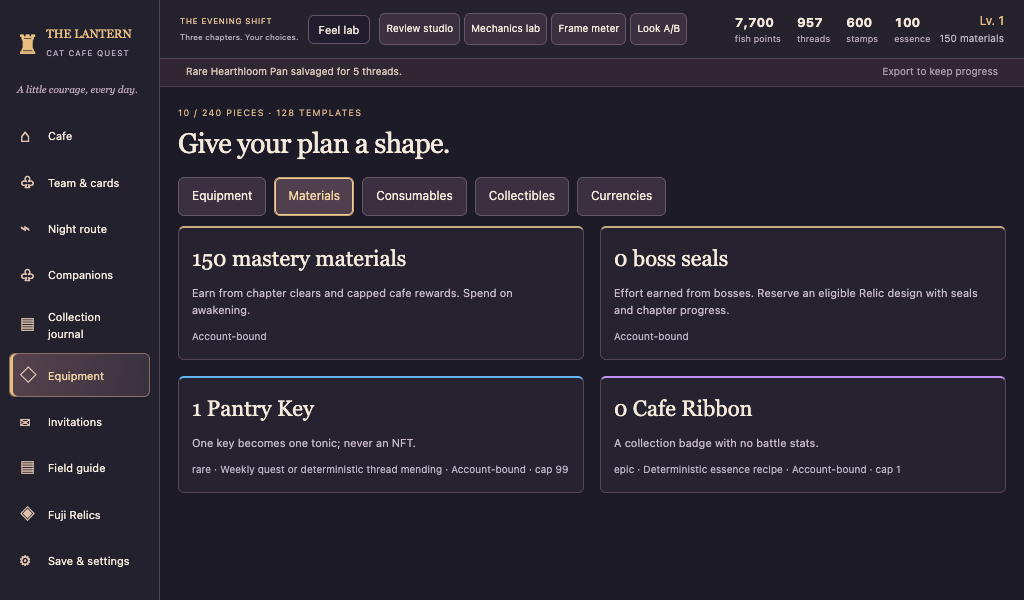 THE LANTERN
CAT CAFE QUEST
A little courage, every day.
Cafe
Team & cards
Night route
Companions
Collection
journal
Equipment
Invitations
Field guide
Fuji Relics
Save & settings
THE EVENING SHIFT
Three chapters. Your choices.
Feel lab
Review studio
Mechanics lab
Frame meter
Look A/B
7,700
fish points
957
threads
600
stamps
100
essence
Lv. 1
150 materials
Rare Hearthloom Pan salvaged for 5 threads.
Export to keep progress
10 / 240 PIECES · 128 TEMPLATES
Give your plan a shape.
Equipment
Materials
Consumables
Collectibles
Currencies
150 mastery materials
Earn from chapter clears and capped cafe rewards. Spend on
awakening.
Account-bound
0 boss seals
Effort earned from bosses. Reserve an eligible Relic design with seals
and chapter progress.
Account-bound
1 Pantry Key
One key becomes one tonic; never an NFT.
rare · Weekly quest or deterministic thread mending · Account-bound · cap 99
0 Cafe Ribbon
A collection badge with no battle stats.
epic · Deterministic essence recipe · Account-bound · cap 1